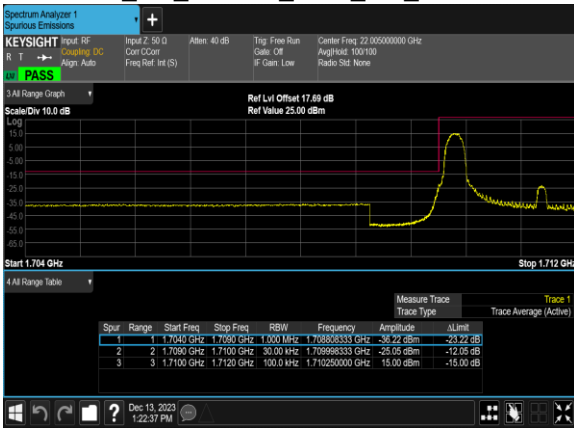 Spectrum Analyzer 1
Spurious Emissions
KEYSIGHT Input: RF Input Z: 50 Ω Atten: 40 dB Trig: Free Run Center Freq: 22.005000000 GHz
R T Coupling: DC Corr CCorr Gate: Off Avg|Hold: 100/100
Align: Auto Freq Ref: Int (S) IF Gain: Low Radio Std: None
PASS
3 All Range Graph
Ref Lvl Offset 17.69 dB
Scale/Div 10.0 dB Ref Value 25.00 dBm
Log
15.0
5.00
-5.00
-15.0
-25.0
-35.0
-45.0
-55.0
-65.0
Start 1.704 GHz Stop 1.712 GHz
4 All Range Table
Measure Trace Trace 1
Trace Type Trace Average (Active)
Spur Range Start Freq Stop Freq RBW Frequency Amplitude ΔLimit
1 1 1.7040 GHz 1.7090 GHz 1.000 MHz 1.708808333 GHz -36.22 dBm -23.22 dB
2 2 1.7090 GHz 1.7100 GHz 30.00 kHz 1.709998333 GHz -25.05 dBm -12.05 dB
3 3 1.7100 GHz 1.7120 GHz 100.0 kHz 1.710250000 GHz 15.00 dBm -15.00 dB
Dec 13, 2023
1:22:37 PM